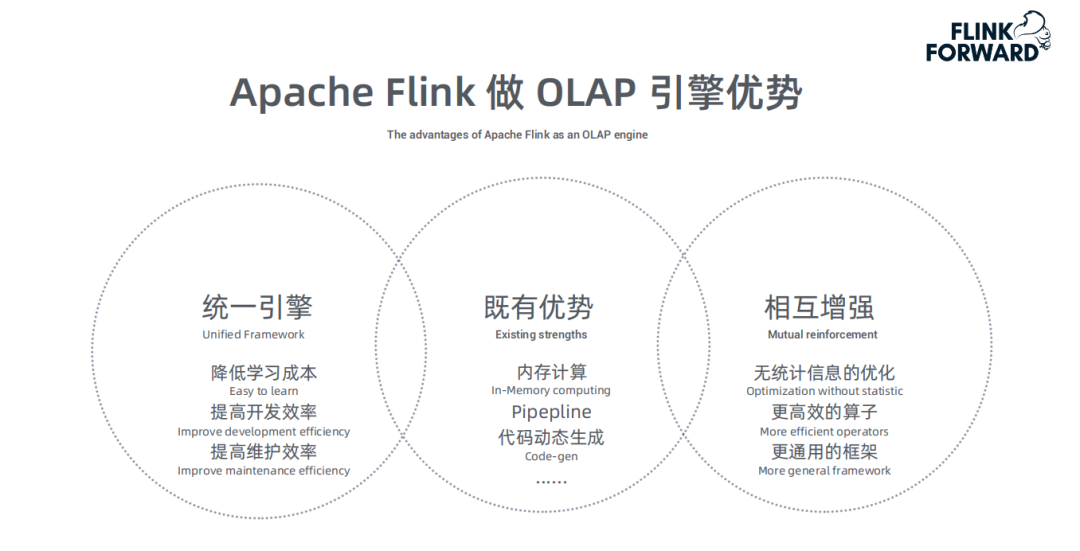 FLINK
FORWARD
Apache Flink 做 OLAP 引擎优势
The advantages of Apache Flink as an OLAP engine
统一引擎
Unified Framework
降低学习成本
Easy to learn
提高开发效率
Improve development efficiency
提高维护效率
Improve maintenance efficiency
既有优势
Existing strengths
内存计算
In-Memory computing
Pipepline
代码动态生成
Code-gen
......
相互增强
Mutual reinforcement
无统计信息的优化
Optimization without statistic
更高效的算子
More efficient operators
更通用的框架
More general framework